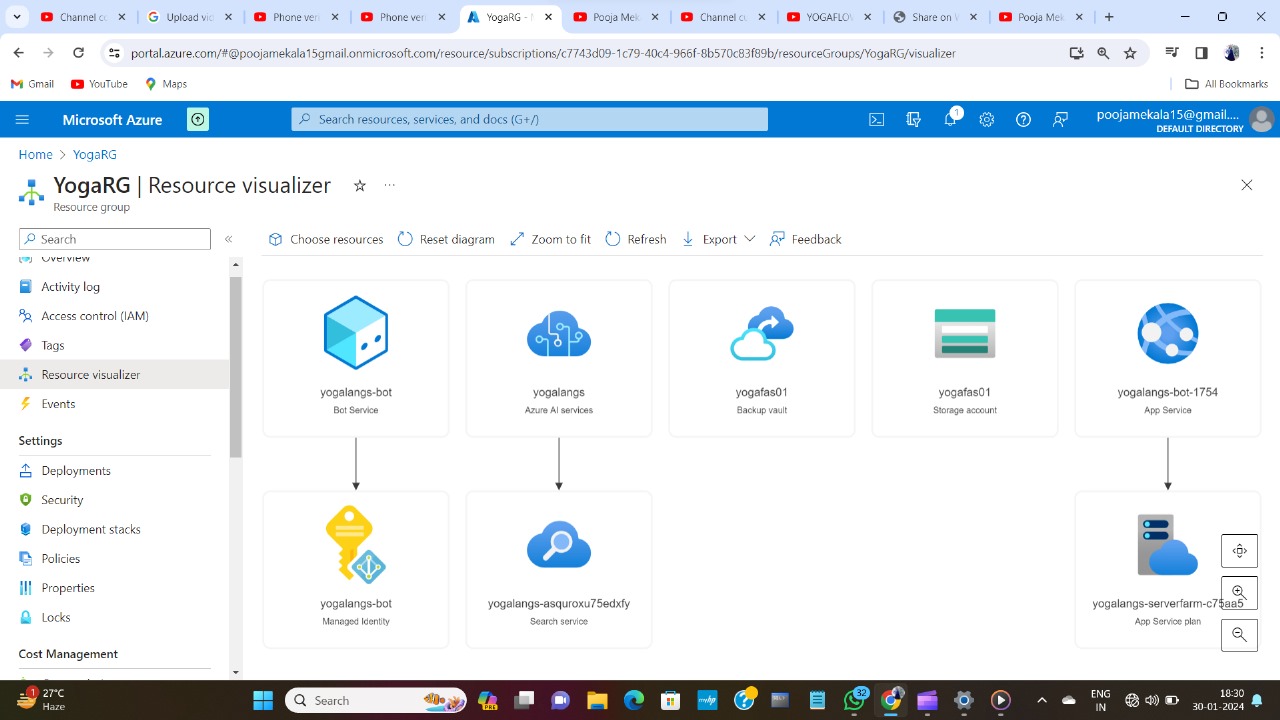 Channel co
Upload vid
Phone veri
Phone veri
YogaRG - M
Pooja Mek
Channel co
YOGAFLO
Share on
Pooja Mek
portal.azure.com/#@poojamekala15gmail.onmicrosoft.com/resource/subscriptions/c7743d09-1c79-40c4-966f-8b570c83f89b/resourceGroups/YogaRG/visualizer
Gmail
YouTube
Maps
All Bookmarks
Microsoft Azure
Search resources, services, and docs (G+/)
1
poojamekala15@gmail....
DEFAULT DIRECTORY
Home > YogaRG
YogaRG | Resource visualizer
Resource group
Search
Choose resources
Reset diagram
Zoom to fit
Refresh
Export
Feedback
Overview
Activity log
Access control (IAM)
Tags
Resource visualizer
Events
Settings
Deployments
Security
Deployment stacks
Policies
Properties
Locks
Cost Management
yogalangs-bot
Bot Service
yogalangs
Azure AI services
yogafas01
Backup vault
yogafas01
Storage account
yogalangs-bot-1754
App Service
yogalangs-bot
Managed Identity
yogalangs-asquroxu75edxfy
Search service
yogalangs-serverfarm-c75aa5
App Service plan
1
27°C
Haze
Search
PRE
32
ENG
IN
18:30
30-01-2024